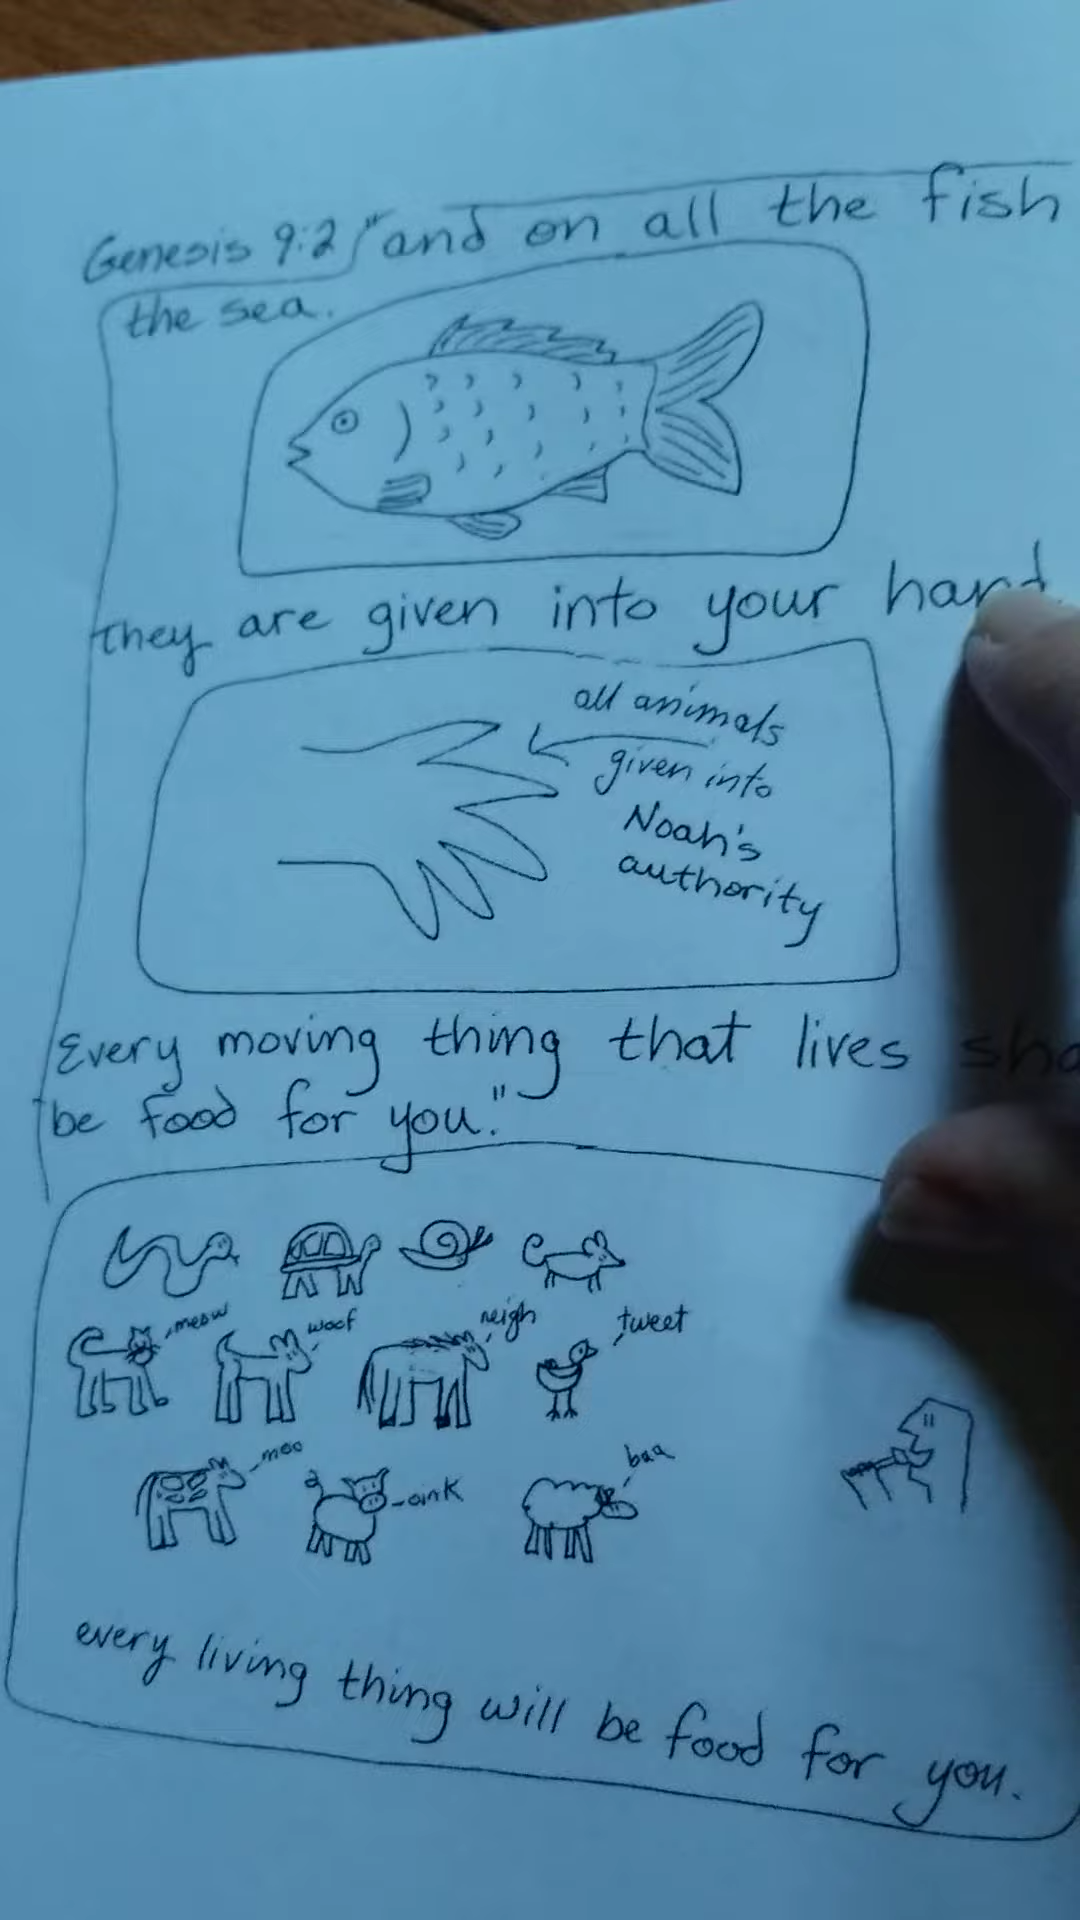 Genesis 9:2 "and on all the fish
the sea.
they are given into your hand
all animals
given into
Noah's
authority
Every moving thing that lives
be food for you."
meow
woof
neigh
tweet
moo
oink
baa
every living thing will be food for you.